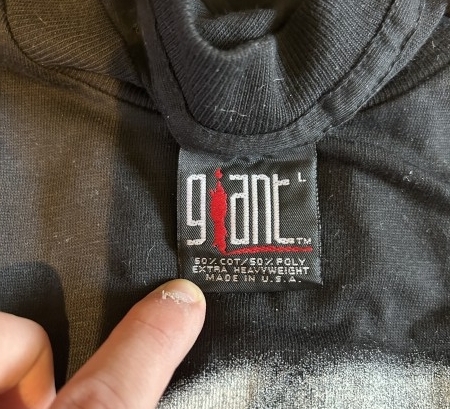 giant L
TM
50% COT/50% POLY
EXTRA HEAVYWEIGHT
MADE IN U.S.A.